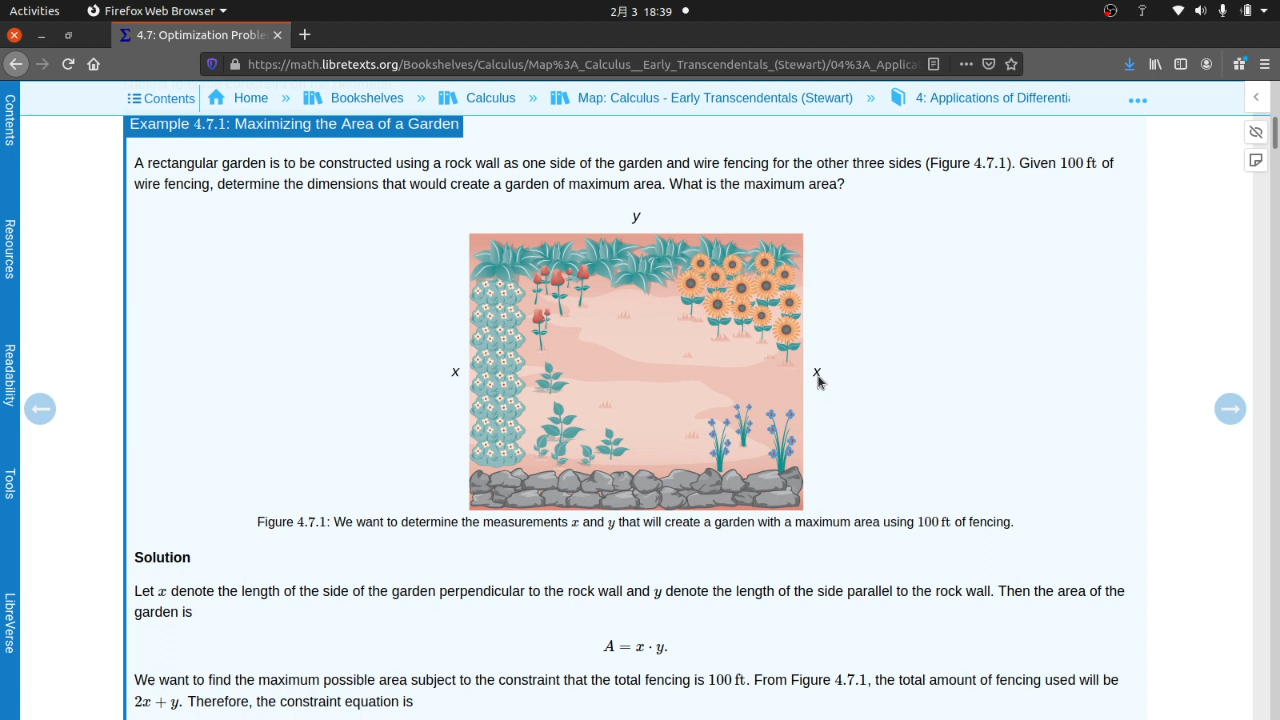 Activities
Firefox Web Browser
2月 3 18:39
4.7: Optimization Proble
https://math.libretexts.org/Bookshelves/Calculus/Map%3A_Calculus__Early_Transcendentals_(Stewart)/04%3A_Applica
Contents
Home » Bookshelves » Calculus » Map: Calculus - Early Transcendentals (Stewart) » 4: Applications of Differenti
Contents
Resources
Readability
Tools
LibreVerse
Example 4.7.1: Maximizing the Area of a Garden
A rectangular garden is to be constructed using a rock wall as one side of the garden and wire fencing for the other three sides (Figure 4.7.1). Given 100 ft of
wire fencing, determine the dimensions that would create a garden of maximum area. What is the maximum area?
y
x
x
Figure 4.7.1: We want to determine the measurements x and y that will create a garden with a maximum area using 100 ft of fencing.
Solution
Let x denote the length of the side of the garden perpendicular to the rock wall and y denote the length of the side parallel to the rock wall. Then the area of the
garden is
A = x · y.
We want to find the maximum possible area subject to the constraint that the total fencing is 100 ft. From Figure 4.7.1, the total amount of fencing used will be
2x + y. Therefore, the constraint equation is